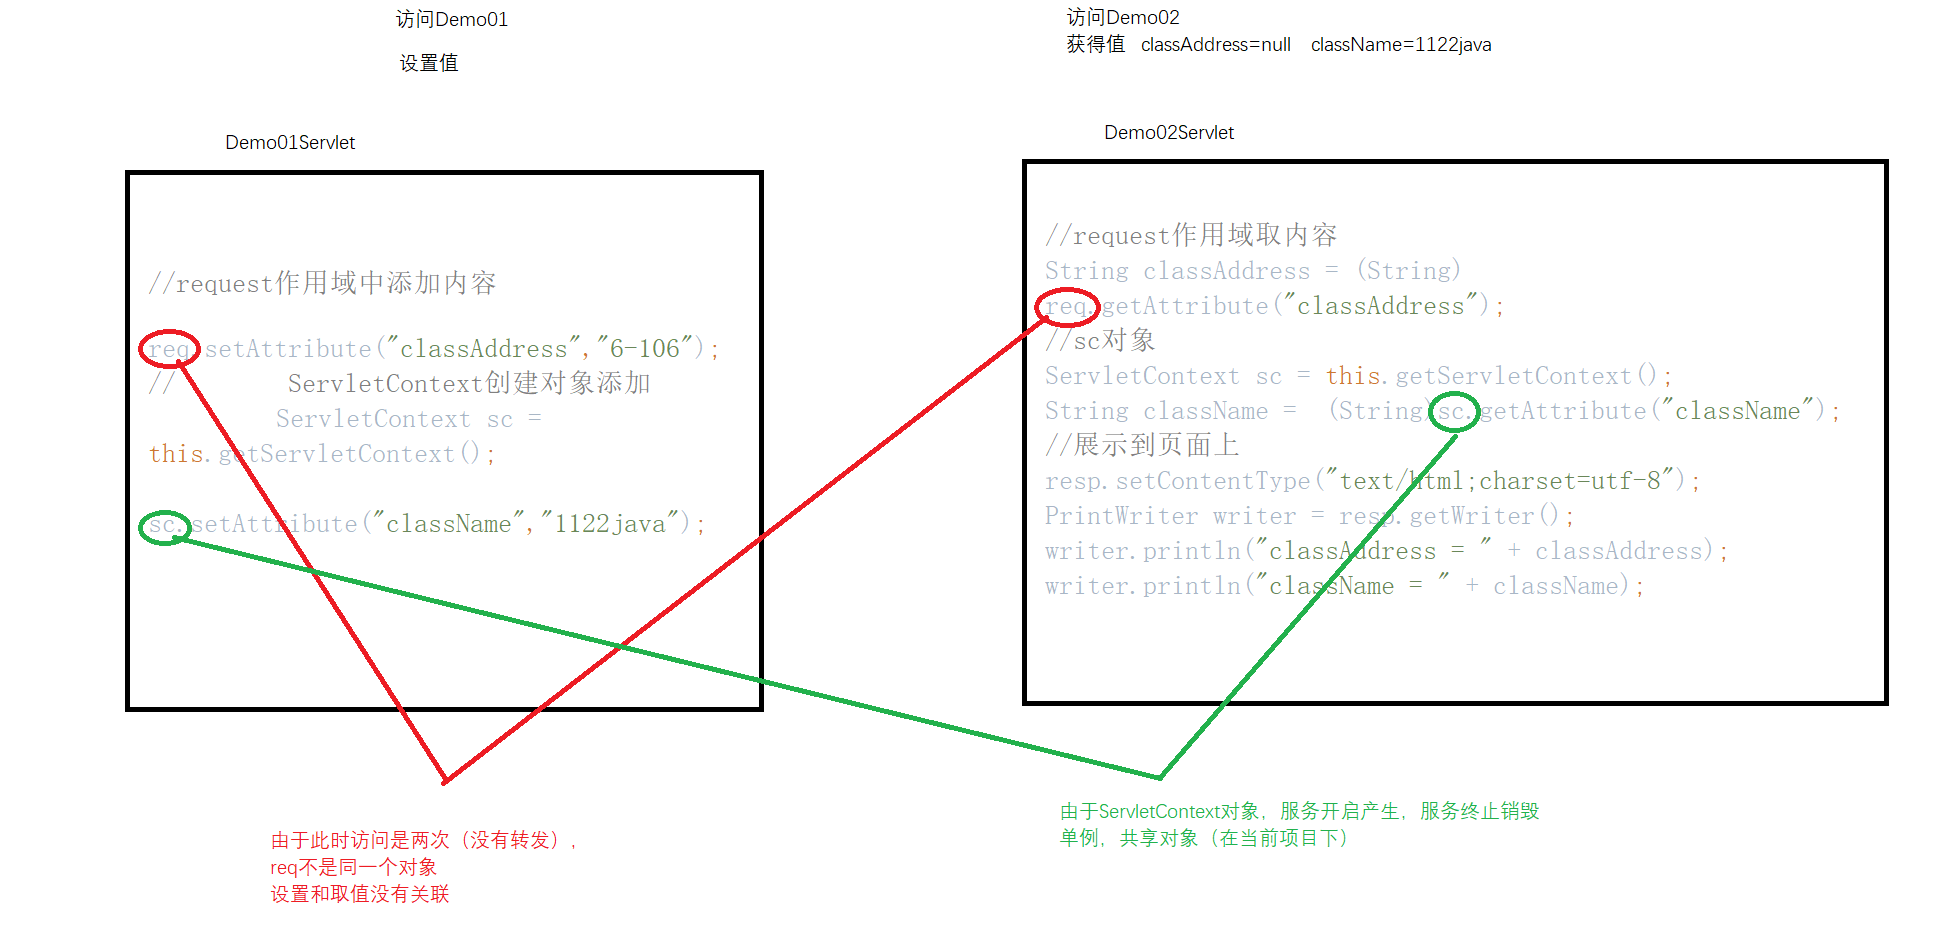 访问Demo01
设置值
访问Demo02
获得值 classAddress=null className=1122java
Demo01Servlet
//request作用域中添加内容
req.setAttribute("classAddress","6-106");
// ServletContext创建对象添加
ServletContext sc =
this.getServletContext();
sc.setAttribute("className","1122java");
Demo02Servlet
//request作用域取内容
String classAddress = (String)
req.getAttribute("classAddress");
//sc对象
ServletContext sc = this.getServletContext();
String className = (String)sc.getAttribute("className");
//展示到页面上
resp.setContentType("text/html;charset=utf-8");
PrintWriter writer = resp.getWriter();
writer.println("classAddress = " + classAddress);
writer.println("className = " + className);
由于此时访问是两次（没有转发），
req不是同一个对象
设置和取值没有关联
由于ServletContext对象，服务开启产生，服务终止销毁
单例，共享对象（在当前项目下）